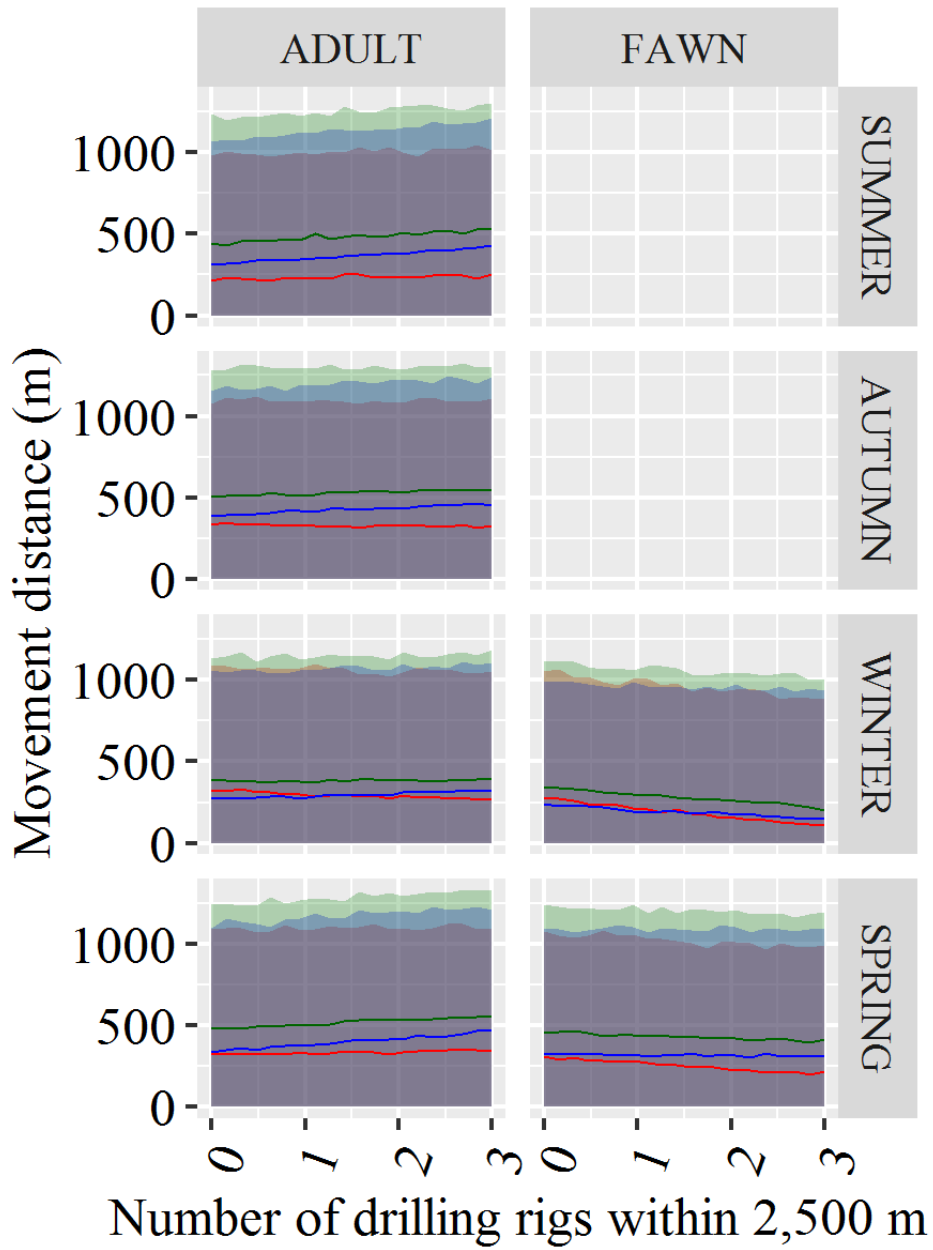 ADULT
FAWN
SUMMER
1000
500
0
AUTUMN
1000
500
0
WINTER
1000
500
0
SPRING
1000
500
0
Movement distance (m)
0 1 2 3
0 1 2 3
Number of drilling rigs within 2,500 m